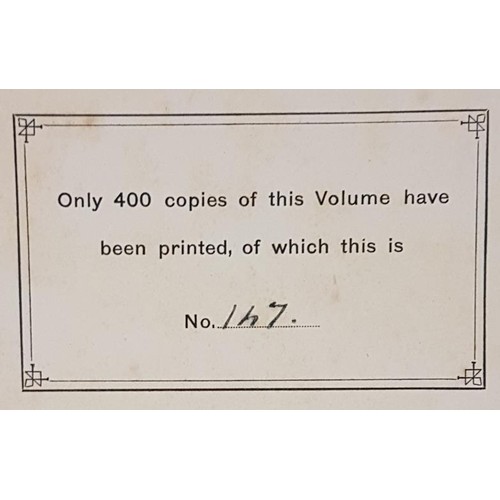 Only 400 copies of this Volume have
been printed, of which this is
No. 147.